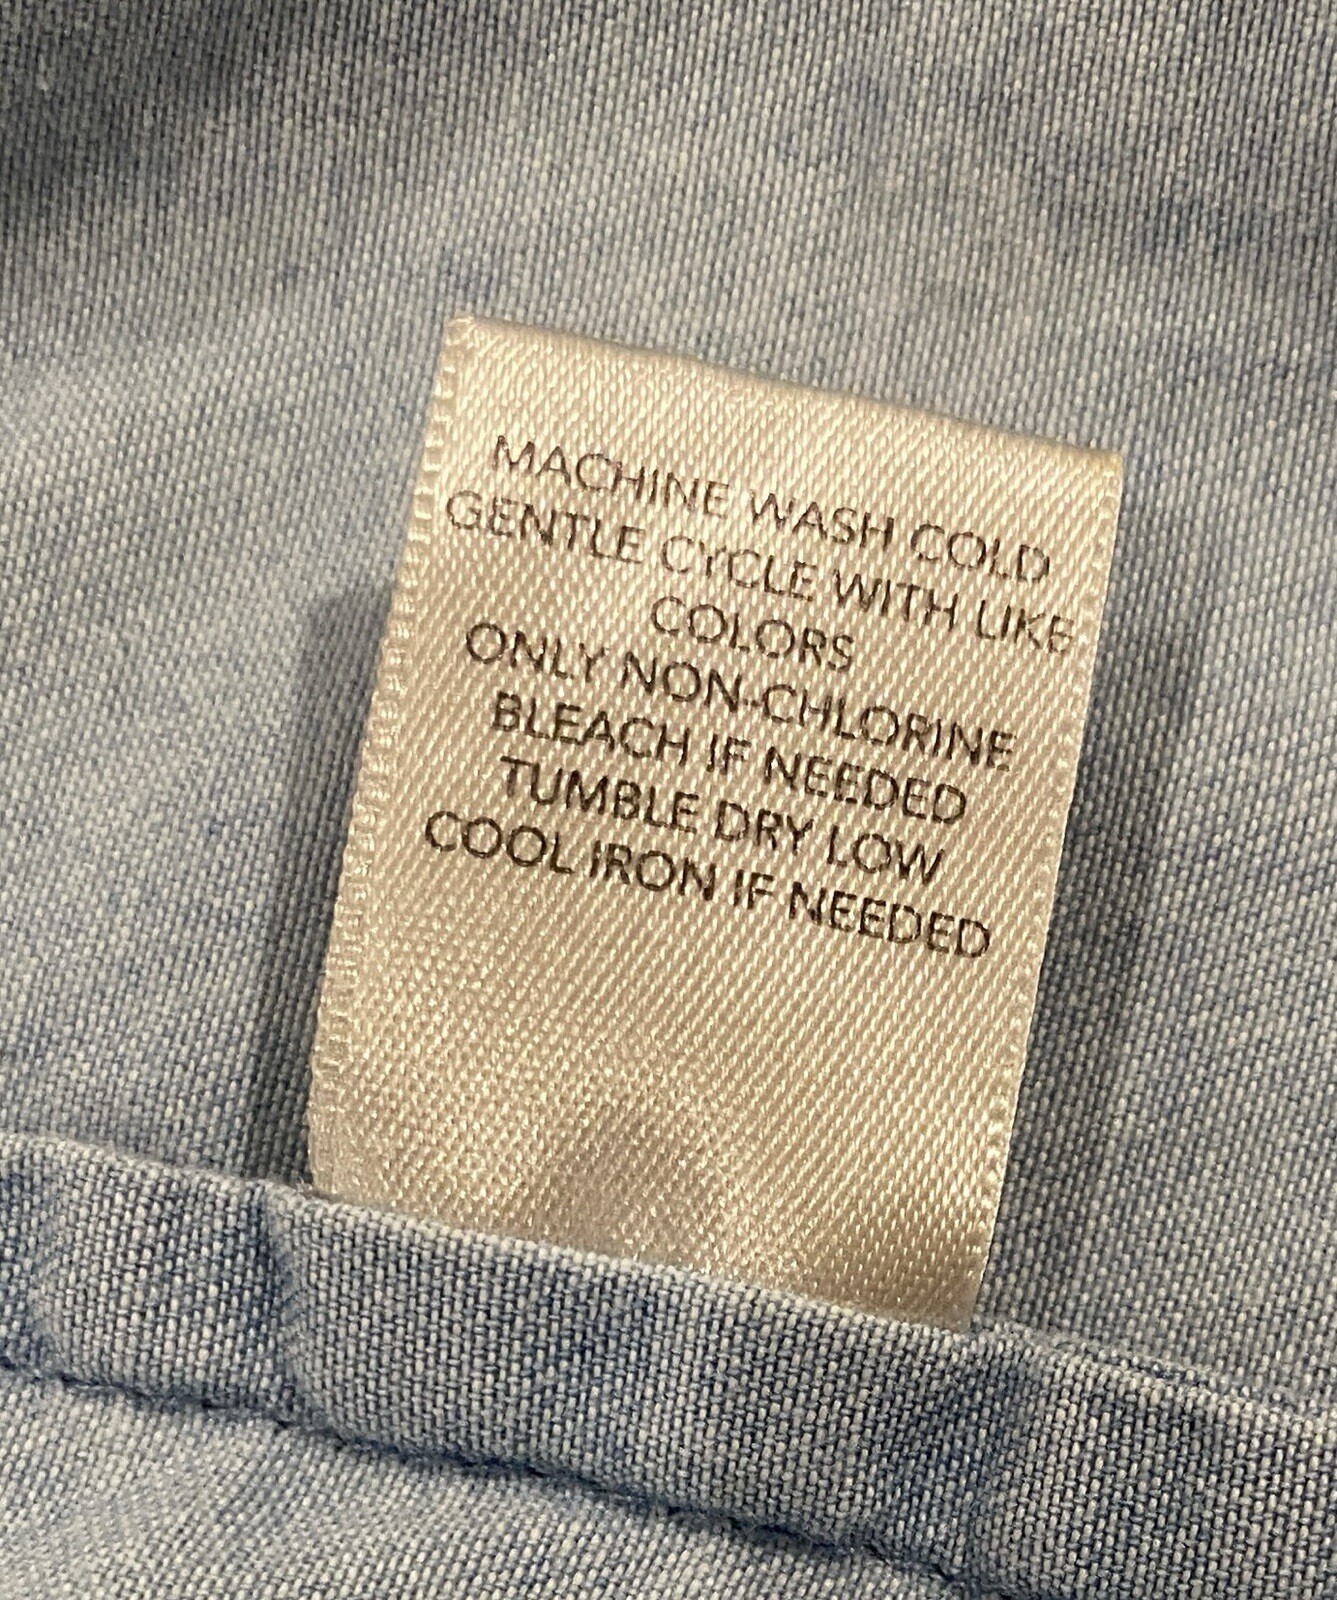 MACHINE WASH COLD
GENTLE CYCLE WITH LIKE
COLORS
ONLY NON-CHLORINE
BLEACH IF NEEDED
TUMBLE DRY LOW
COOL IRON IF NEEDED